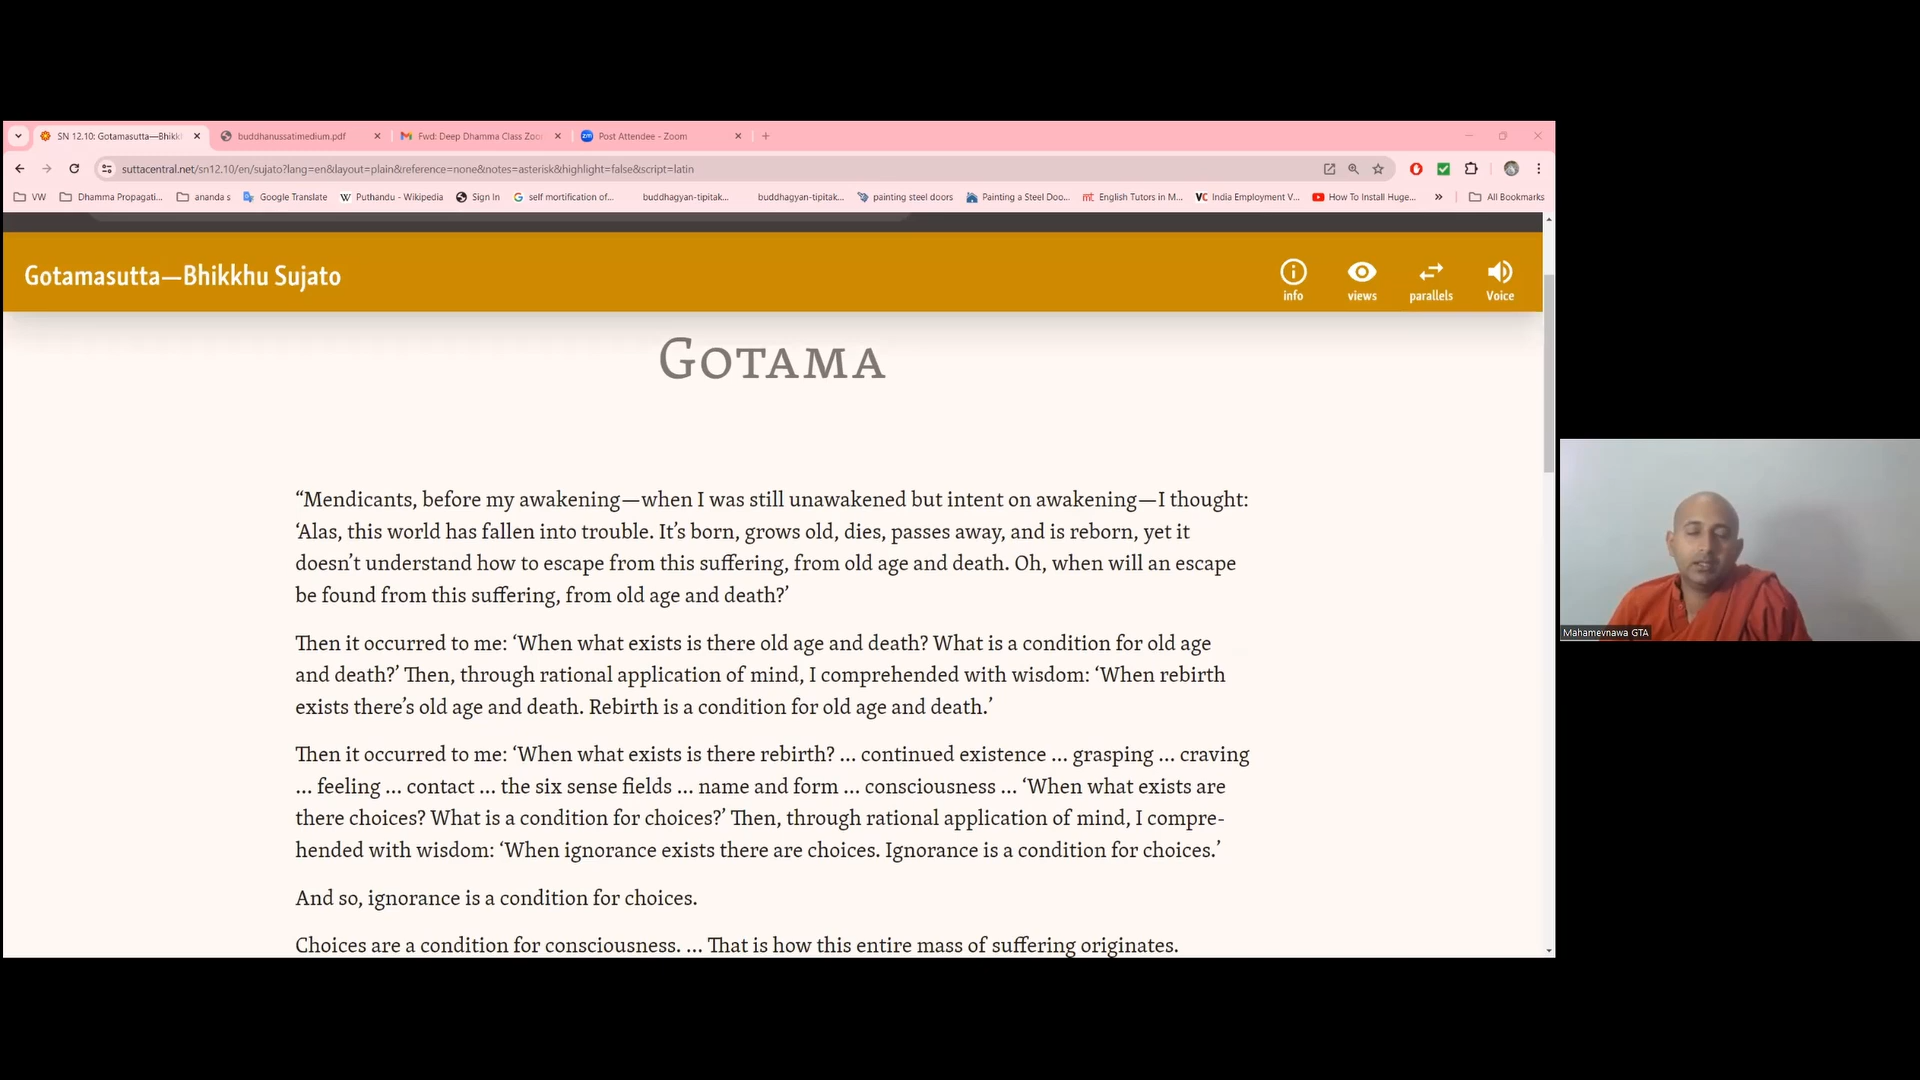 SN 12.10: Gotamasutta—Bhikkh
buddhanussatimedium.pdf
Fwd: Deep Dhamma Class Zoo
zm
Post Attendee - Zoom
suttacentral.net/sn12.10/en/sujato?lang=en&layout=plain&reference=none&notes=asterisk&highlight=false&script=latin
VW
Dhamma Propagati...
ananda s
Google Translate
Puthandu - Wikipedia
Sign In
self mortification of...
buddhagyan-tipitak...
buddhagyan-tipitak...
painting steel doors
Painting a Steel Doo...
mt
English Tutors in M...
VC
India Employment V...
How To Install Huge...
»
All Bookmarks
Gotamasutta—Bhikkhu Sujato
info
views
parallels
Voice
Gotama
“Mendicants, before my awakening—when I was still unawakened but intent on awakening—I thought:
‘Alas, this world has fallen into trouble. It’s born, grows old, dies, passes away, and is reborn, yet it
doesn’t understand how to escape from this suffering, from old age and death. Oh, when will an escape
be found from this suffering, from old age and death?’
Then it occurred to me: ‘When what exists is there old age and death? What is a condition for old age
and death?’ Then, through rational application of mind, I comprehended with wisdom: ‘When rebirth
exists there’s old age and death. Rebirth is a condition for old age and death.’
Then it occurred to me: ‘When what exists is there rebirth? … continued existence … grasping … craving
… feeling … contact … the six sense fields … name and form … consciousness … ‘When what exists are
there choices? What is a condition for choices?’ Then, through rational application of mind, I compre-
hended with wisdom: ‘When ignorance exists there are choices. Ignorance is a condition for choices.’
And so, ignorance is a condition for choices.
Choices are a condition for consciousness. … That is how this entire mass of suffering originates.
Mahamevnawa GTA